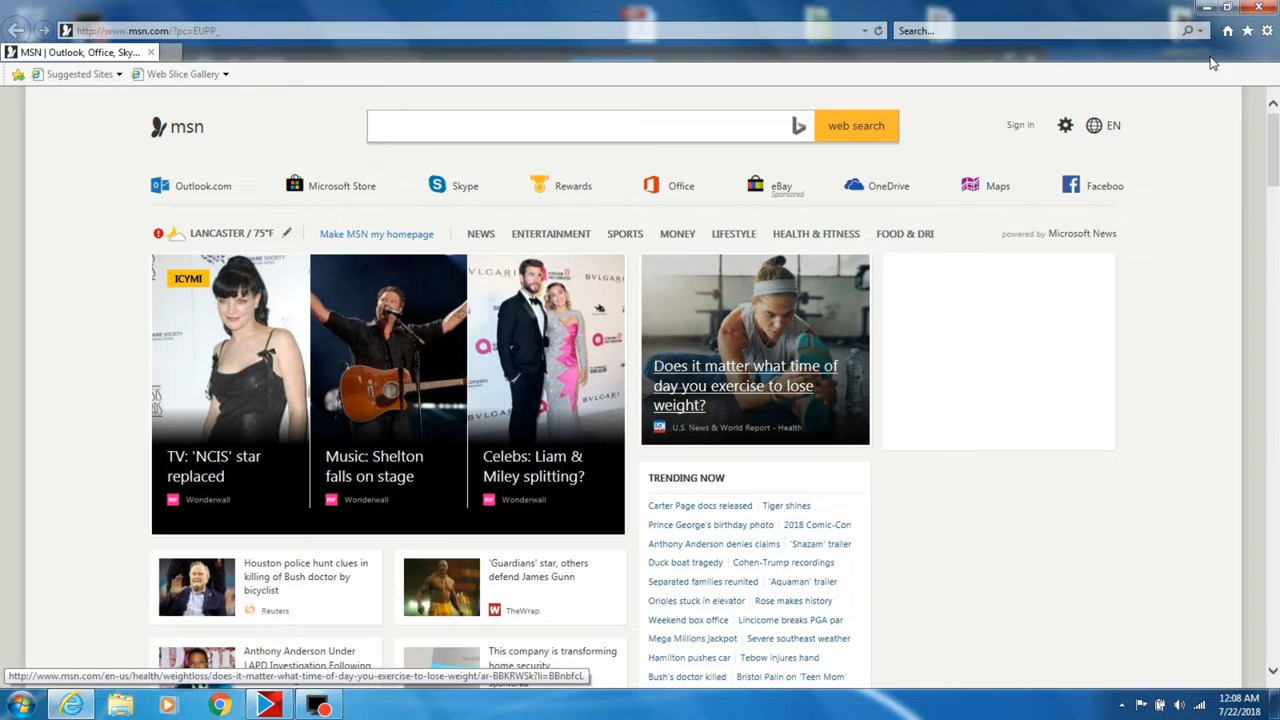 http://www.msn.com/?pc=EUPP_
Search...
MSN | Outlook, Office, Sky...
Suggested Sites
Web Slice Gallery
msn
web search
Sign in
EN
Outlook.com
Microsoft Store
Skype
Rewards
Office
eBay
Sponsored
OneDrive
Maps
Faceboo
LANCASTER / 75°F
Make MSN my homepage
NEWS
ENTERTAINMENT
SPORTS
MONEY
LIFESTYLE
HEALTH & FITNESS
FOOD & DRI
powered by Microsoft News
ICYMI
BVLGARI
BVLGARI
TV: 'NCIS' star
replaced
Wonderwall
Music: Shelton
falls on stage
Wonderwall
Celebs: Liam &
Miley splitting?
Wonderwall
Does it matter what time of
day you exercise to lose
weight?
U.S. News & World Report - Health
TRENDING NOW
Carter Page docs released
Tiger shines
Prince George's birthday photo
2018 Comic-Con
Anthony Anderson denies claims
'Shazam' trailer
Duck boat tragedy
Cohen-Trump recordings
Separated families reunited
'Aquaman' trailer
Orioles stuck in elevator
Rose makes history
Weekend box office
Lincicome breaks PGA par
Mega Millions jackpot
Severe southeast weather
Hamilton pushes car
Tebow injures hand
Bush's doctor killed
Bristol Palin on 'Teen Mom'
Houston police hunt clues in
killing of Bush doctor by
bicyclist
Reuters
'Guardians' star, others
defend James Gunn
TheWrap
Anthony Anderson Under
LAPD Investigation Following
This company is transforming
home security
http://www.msn.com/en-us/health/weightloss/does-it-matter-what-time-of-day-you-exercise-to-lose-weight/ar-BBKRWSk?li=BBnbfcL
12:08 AM
7/22/2018